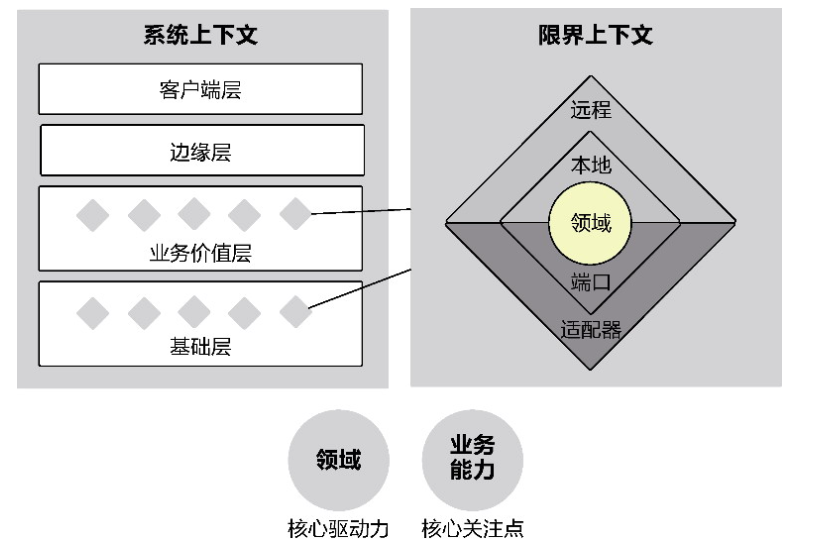 系统上下文
客户端层
边缘层
业务价值层
基础层
限界上下文
远程
本地
领域
端口
适配器
领域
核心驱动力
业务
能力
核心关注点